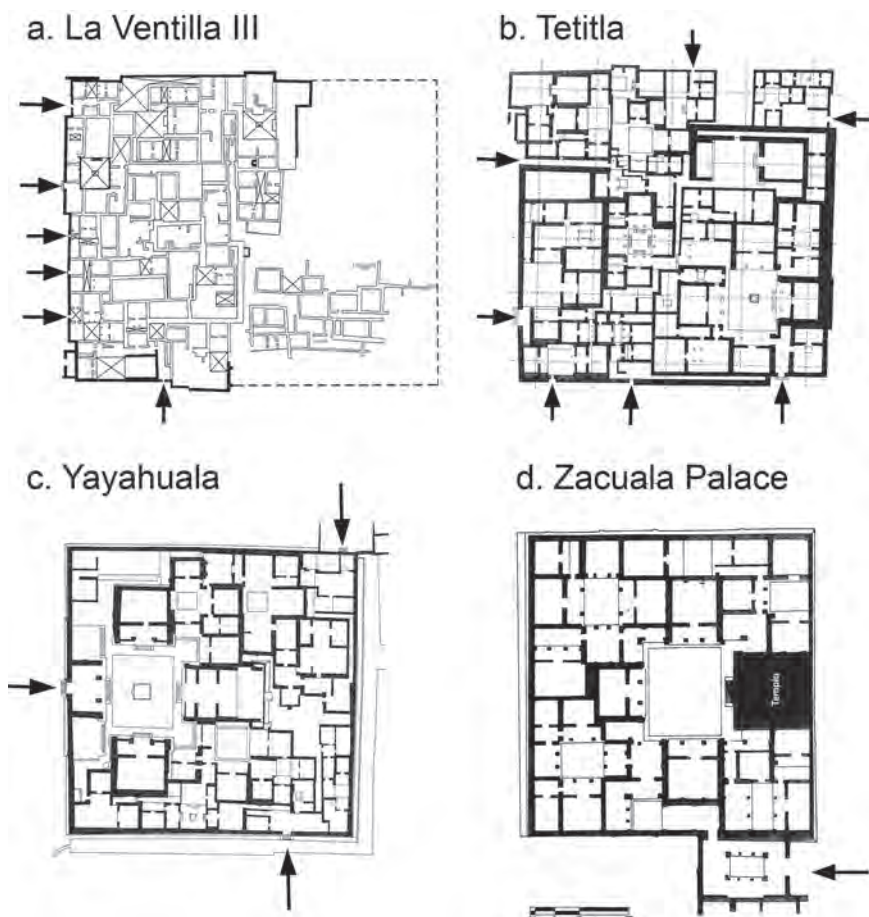 a. La Ventilla III
b. Tetitla
c. Yayahuala
d. Zacuala Palace
Templo